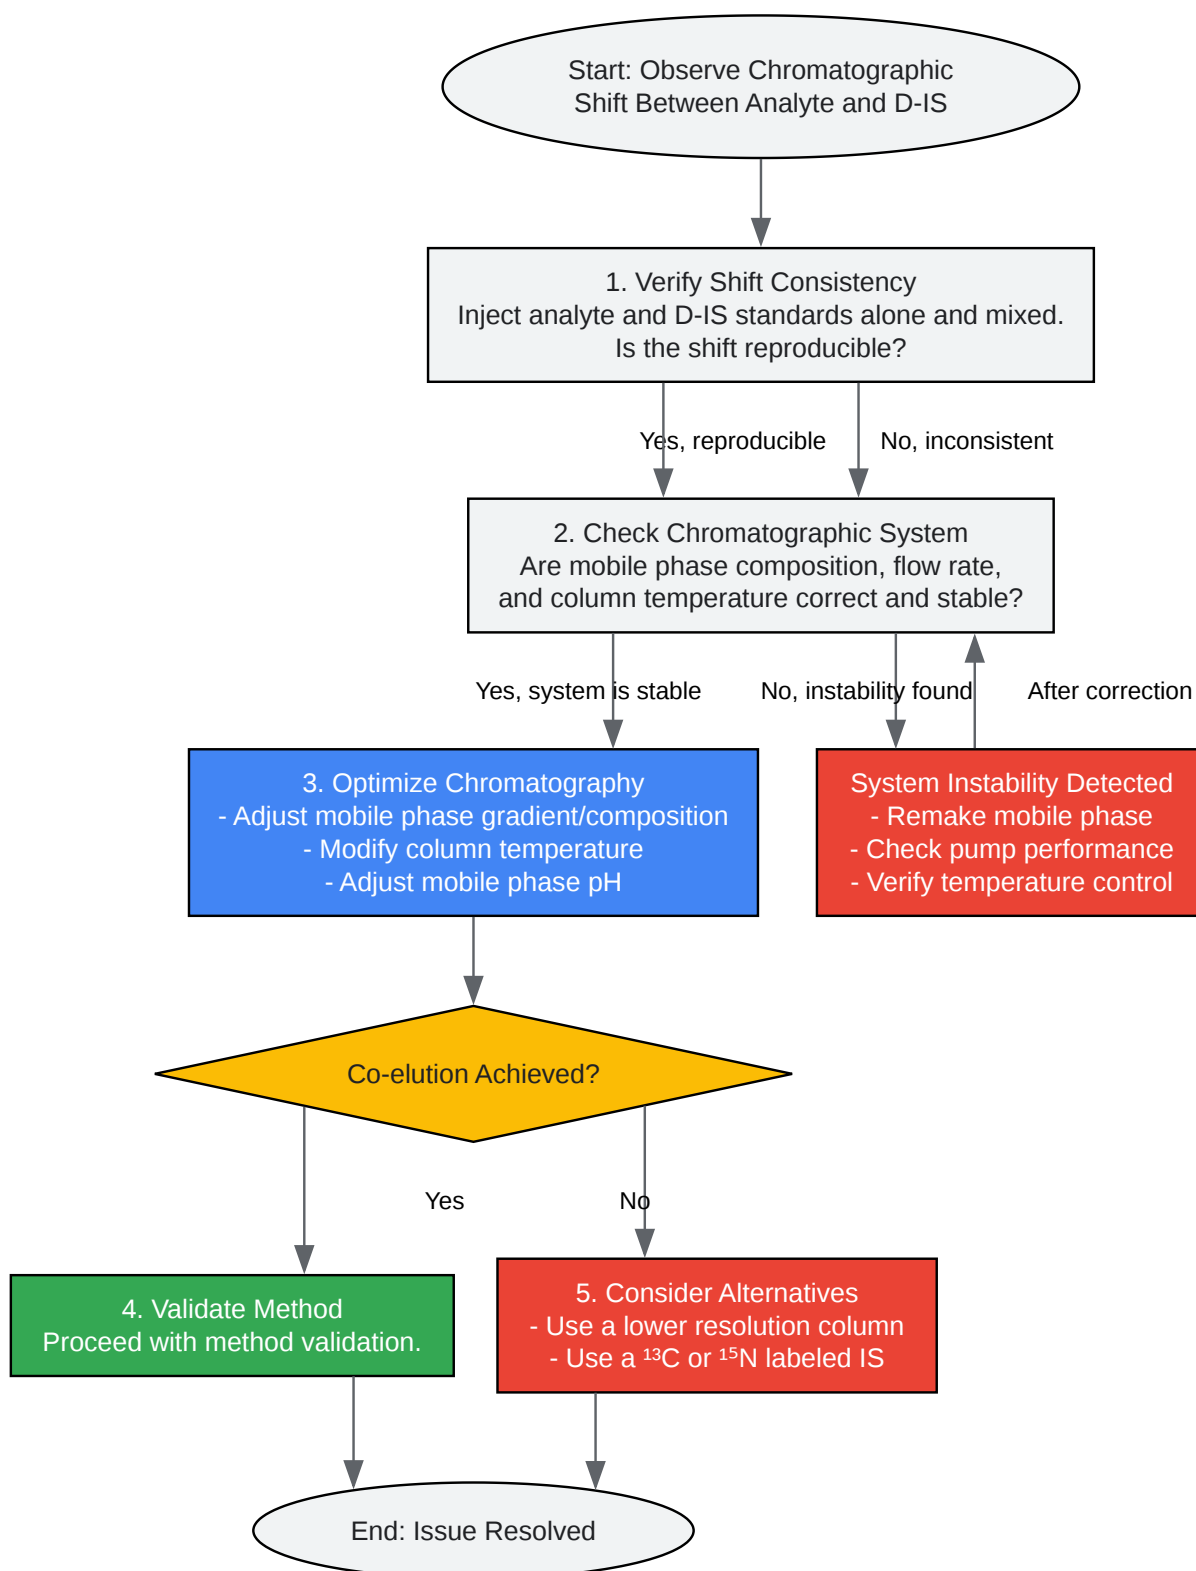 Start: Observe Chromatographic
Shift Between Analyte and D-IS
1. Verify Shift Consistency
Inject analyte and D-IS standards alone and mixed.
Is the shift reproducible?
Yes, reproducible
No, inconsistent
2. Check Chromatographic System
Are mobile phase composition, flow rate,
and column temperature correct and stable?
Yes, system is stable
No, instability found
After correction
3. Optimize Chromatography
- Adjust mobile phase gradient/composition
- Modify column temperature
- Adjust mobile phase pH
System Instability Detected
- Remake mobile phase
- Check pump performance
- Verify temperature control
Co-elution Achieved?
Yes
No
4. Validate Method
Proceed with method validation.
5. Consider Alternatives
- Use a lower resolution column
- Use a ¹³C or ¹⁵N labeled IS
End: Issue Resolved